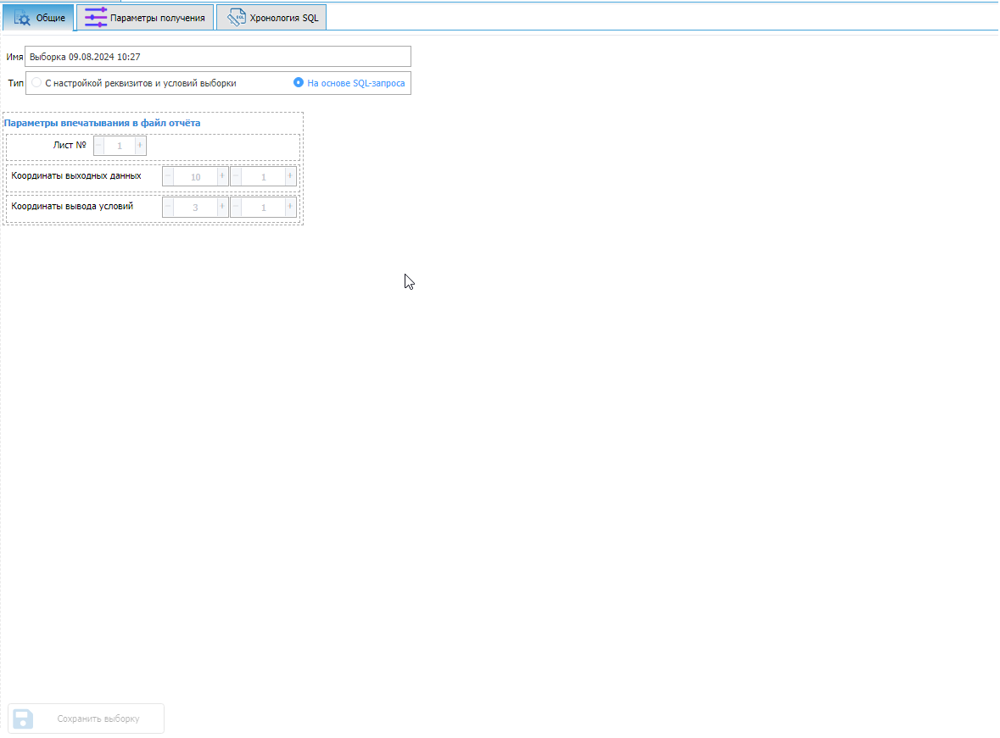 Общие Параметры получения Хронология SQL
Имя Выборка 09.08.2024 10:27
Тип С настройкой реквизитов и условий выборки На основе SQL-запроса
Параметры впечатывания в файл отчёта
Лист № - 1 +
Координаты выходных данных - 10 + - 1 +
Координаты вывода условий - 3 + - 1 +
Сохранить выборку